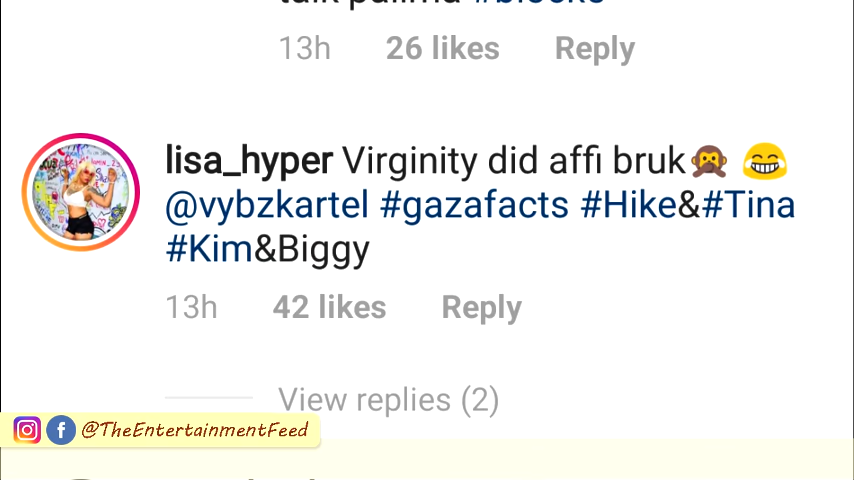 13h 26 likes Reply
lisa_hyper Virginity did affi bruk🙊 😂
@vybzkartel #gazafacts #Hike&#Tina
#Kim&Biggy
13h 42 likes Reply
View replies (2)
@TheEntertainmentFeed